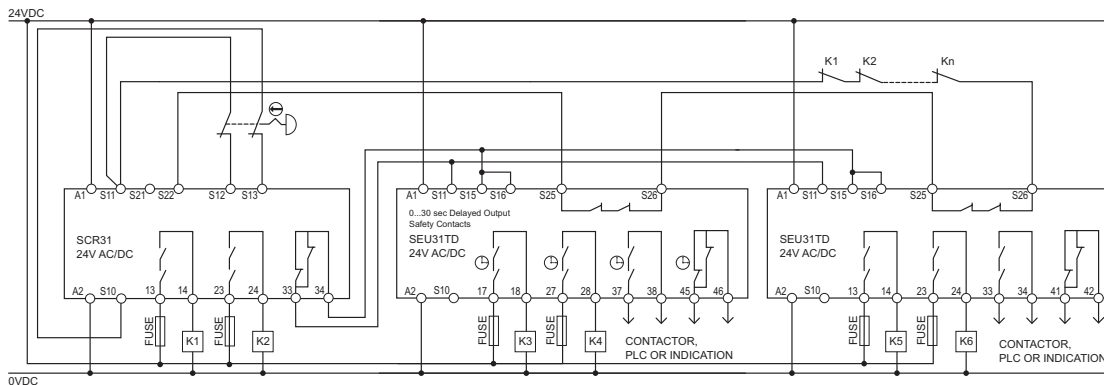 24VDC
K1 K2 Kn
A1 S11 S21 S22 S12 S13
A1 S11 S15 S16 S25 S26
A1 S11 S15 S16 S25 S26
SCR31
24V AC/DC
0...30 sec Delayed Output
Safety Contacts
SEU31TD
24V AC/DC
SEU31TD
24V AC/DC
A2 S10 13 14 23 24 33 34
A2 S10 17 18 27 28 37 38 45 46
A2 S10 13 14 23 24 33 34 41 42
FUSE K1 FUSE K2
FUSE K3 FUSE K4
CONTACTOR,
PLC OR INDICATION
FUSE K5 FUSE K6
CONTACTOR,
PLC OR INDICATION
0VDC